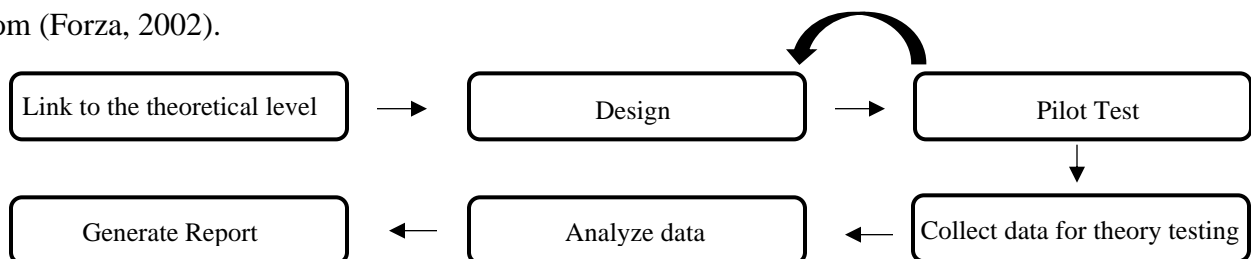 om (Forza, 2002).
Link to the theoretical level
Design
Pilot Test
Generate Report
Analyze data
Collect data for theory testing